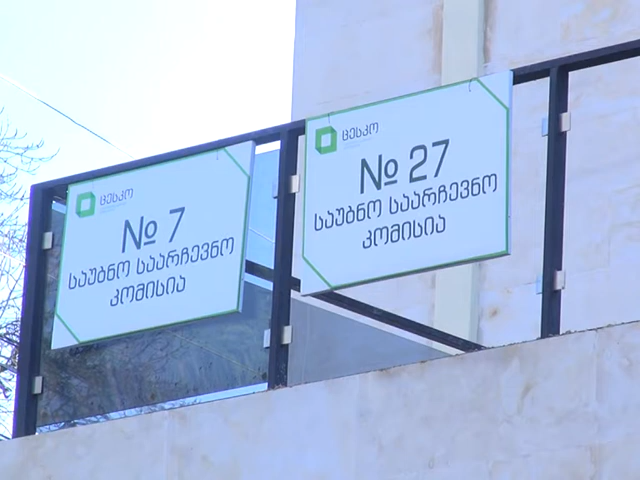 ცესკო
№ 7
საუბნო საარჩევნო
კომისია
ცესკო
№ 27
საუბნო საარჩევნო
კომისია